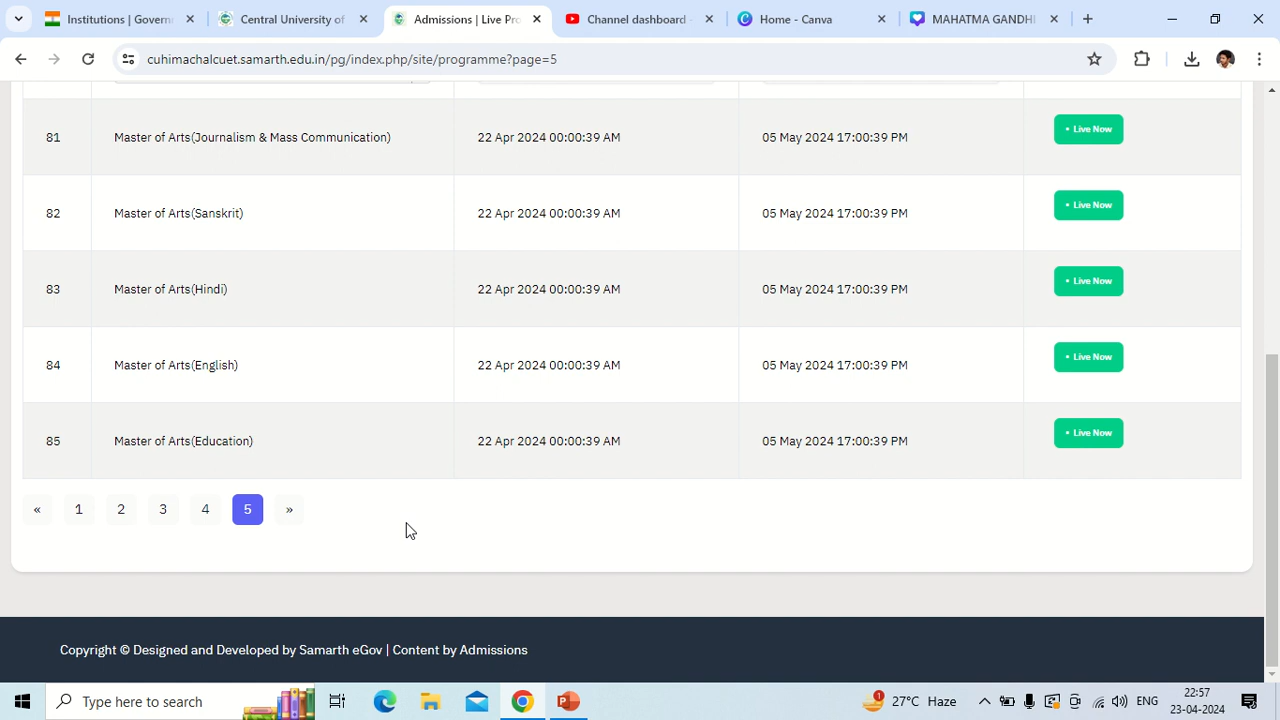 Institutions | Governm
Central University of
Admissions | Live Pro
Channel dashboard
Home - Canva
MAHATMA GANDHI
cuhimachalcuet.samarth.edu.in/pg/index.php/site/programme?page=5
81 Master of Arts(Journalism & Mass Communication) 22 Apr 2024 00:00:39 AM 05 May 2024 17:00:39 PM • Live Now
82 Master of Arts(Sanskrit) 22 Apr 2024 00:00:39 AM 05 May 2024 17:00:39 PM • Live Now
83 Master of Arts(Hindi) 22 Apr 2024 00:00:39 AM 05 May 2024 17:00:39 PM • Live Now
84 Master of Arts(English) 22 Apr 2024 00:00:39 AM 05 May 2024 17:00:39 PM • Live Now
85 Master of Arts(Education) 22 Apr 2024 00:00:39 AM 05 May 2024 17:00:39 PM • Live Now
« 1 2 3 4 5 »
Copyright © Designed and Developed by Samarth eGov | Content by Admissions
Type here to search
1 27°C Haze ENG 22:57
23-04-2024